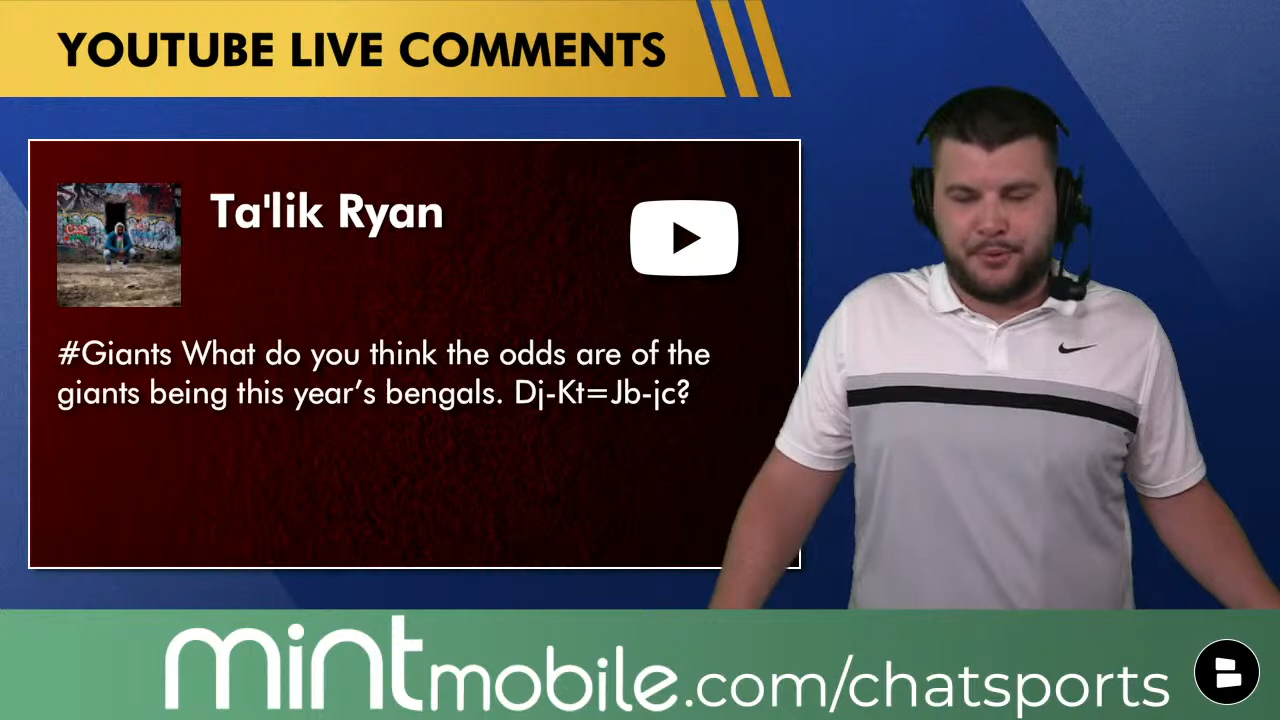 YOUTUBE LIVE COMMENTS
Ta'lik Ryan
#Giants What do you think the odds are of the
giants being this year’s bengals. Dj-Kt=Jb-jc?
mintmobile.com/chatsports